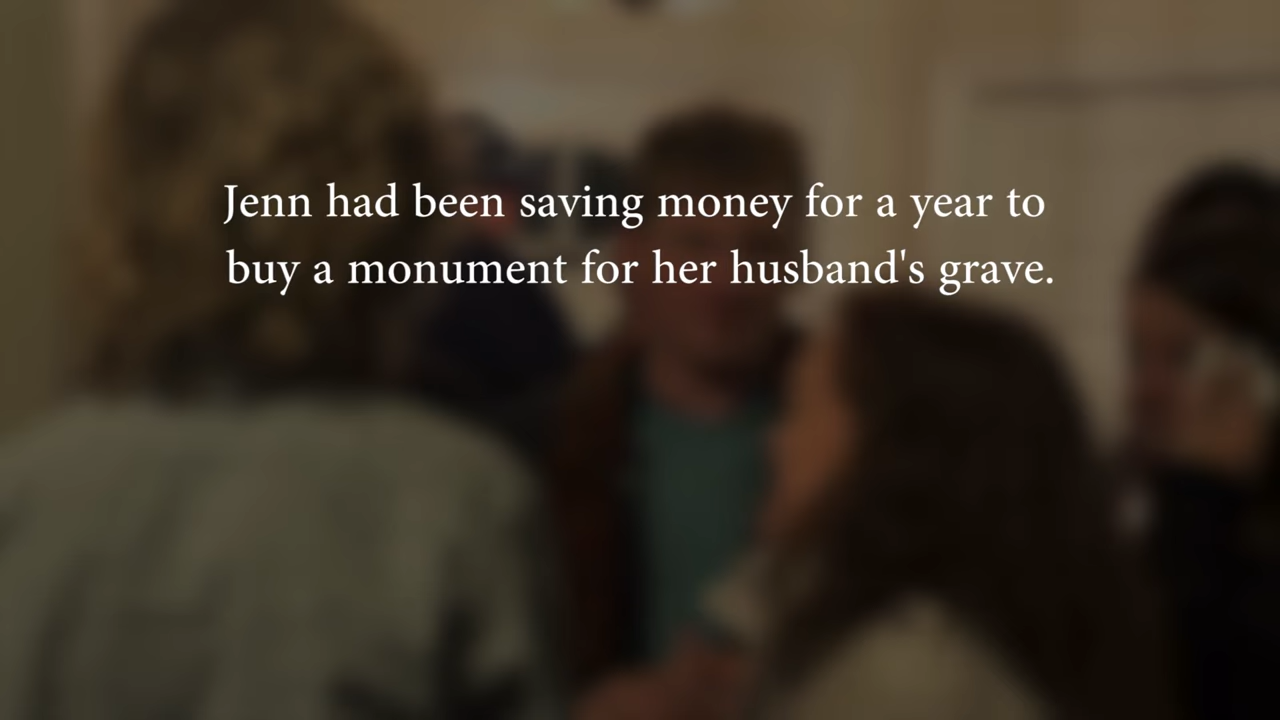 Jenn had been saving money for a year to
buy a monument for her husband's grave.